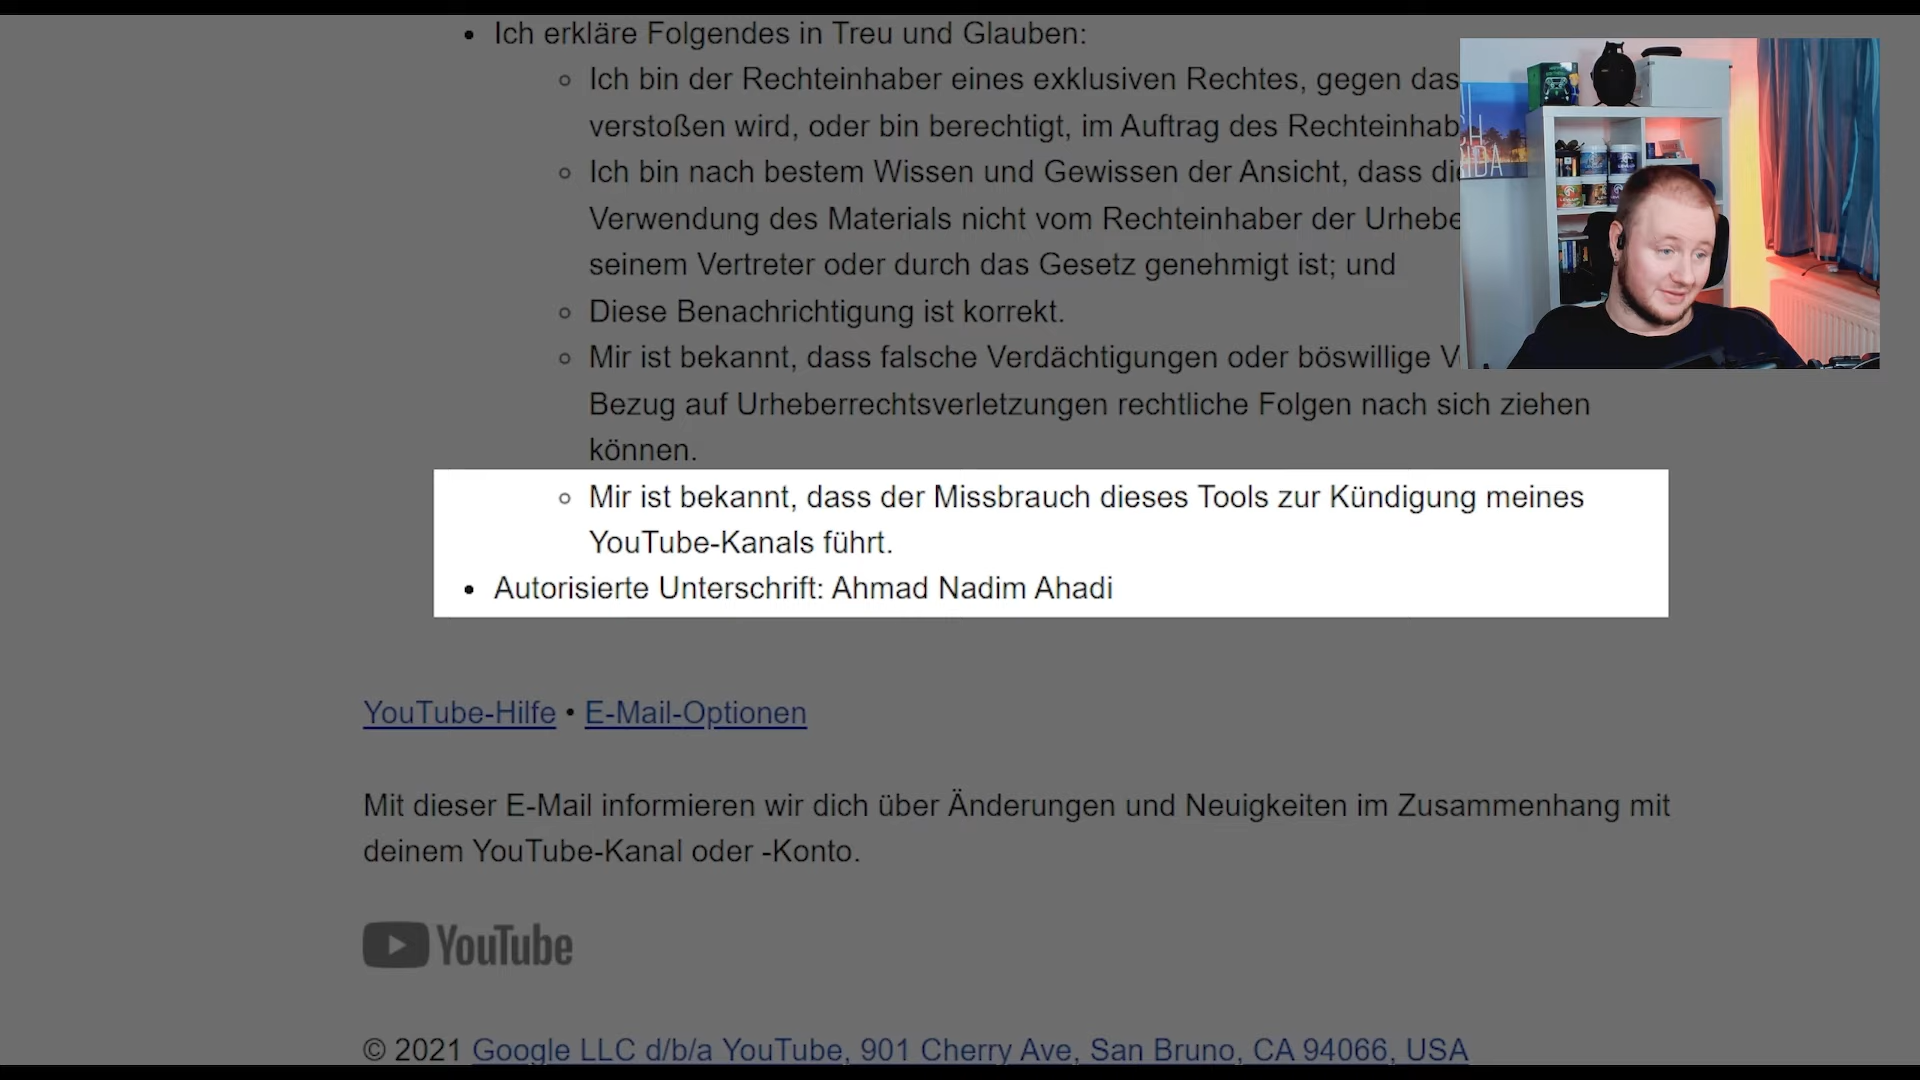 Ich erkläre Folgendes in Treu und Glauben:
Ich bin der Rechteinhaber eines exklusiven Rechtes, gegen das
verstoßen wird, oder bin berechtigt, im Auftrag des
Ich bin nach bestem Wissen und Gewissen der Ansicht, dass
Verwendung des Materials nicht vom Rechteinhaber der
seinem Vertreter oder durch das Gesetz genehmigt ist; und
Diese Benachrichtigung ist korrekt.
Mir ist bekannt, dass falsche Verdächtigungen oder böswillige
Bezug auf Urheberrechtsverletzungen rechtliche Folgen nach sich ziehen
können.
Mir ist bekannt, dass der Missbrauch dieses Tools zur Kündigung meines
YouTube-Kanals führt.
Autorisierte Unterschrift: Ahmad Nadim Ahadi
YouTube-Hilfe • E-Mail-Optionen
Mit dieser E-Mail informieren wir dich über Änderungen und Neuigkeiten im Zusammenhang mit
deinem YouTube-Kanal oder -Konto.
YouTube
© 2021 Google LLC d/b/a YouTube, 901 Cherry Ave, San Bruno, CA 94066, USA